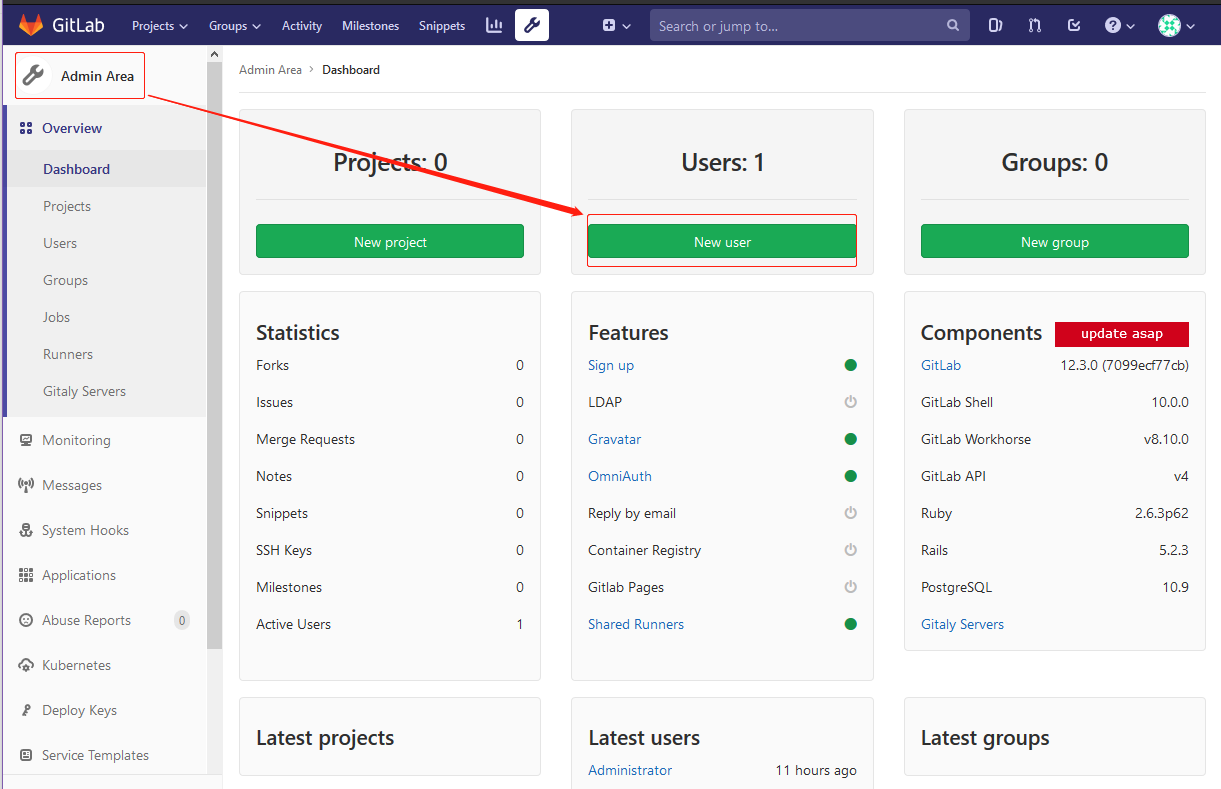 GitLab Projects Groups Activity Milestones Snippets Search or jump to...
Admin Area
Overview
Dashboard
Projects
Users
Groups
Jobs
Runners
Gitaly Servers
Monitoring
Messages
System Hooks
Applications
Abuse Reports 0
Kubernetes
Deploy Keys
Service Templates
Admin Area > Dashboard
Projects: 0
New project
Users: 1
New user
Groups: 0
New group
Statistics
Forks 0
Issues 0
Merge Requests 0
Notes 0
Snippets 0
SSH Keys 0
Milestones 0
Active Users 1
Features
Sign up
LDAP
Gravatar
OmniAuth
Reply by email
Container Registry
Gitlab Pages
Shared Runners
Components update asap
GitLab 12.3.0 (7099ecf77cb)
GitLab Shell 10.0.0
GitLab Workhorse v8.10.0
GitLab API v4
Ruby 2.6.3p62
Rails 5.2.3
PostgreSQL 10.9
Gitaly Servers
Latest projects
Latest users
Administrator 11 hours ago
Latest groups